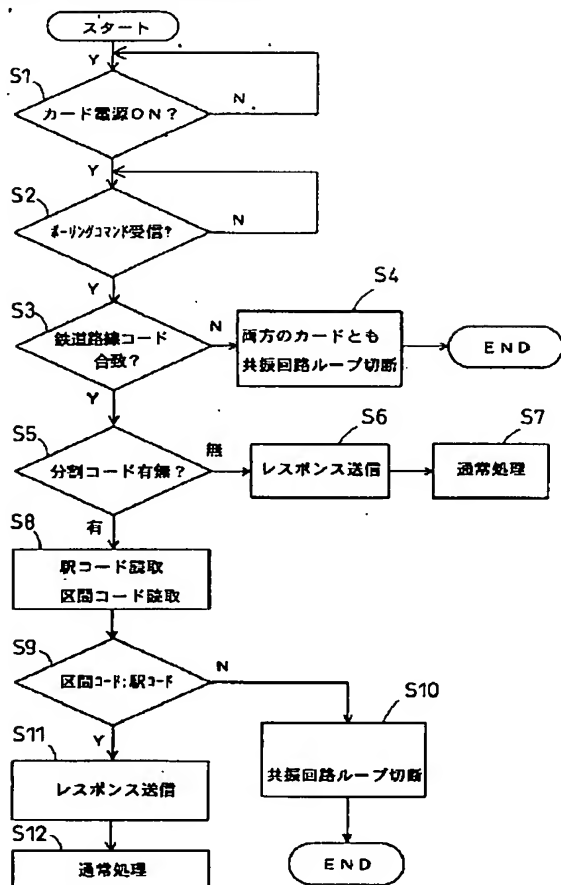 スタート
Y
S1
カード電源ON?
N
Y
S2
ポーリングコマンド受信?
N
Y
S3
鉄道路線コード
合致?
N
S4
両方のカードとも
共振回路ループ切断
END
Y
S5
分割コード有無?
無
S6
レスポンス送信
S7
通常処理
有
S8
駅コード読取
区間コード読取
S9
区間コード:駅コード
N
S10
共振回路ループ切断
END
Y
S11
レスポンス送信
S12
通常処理